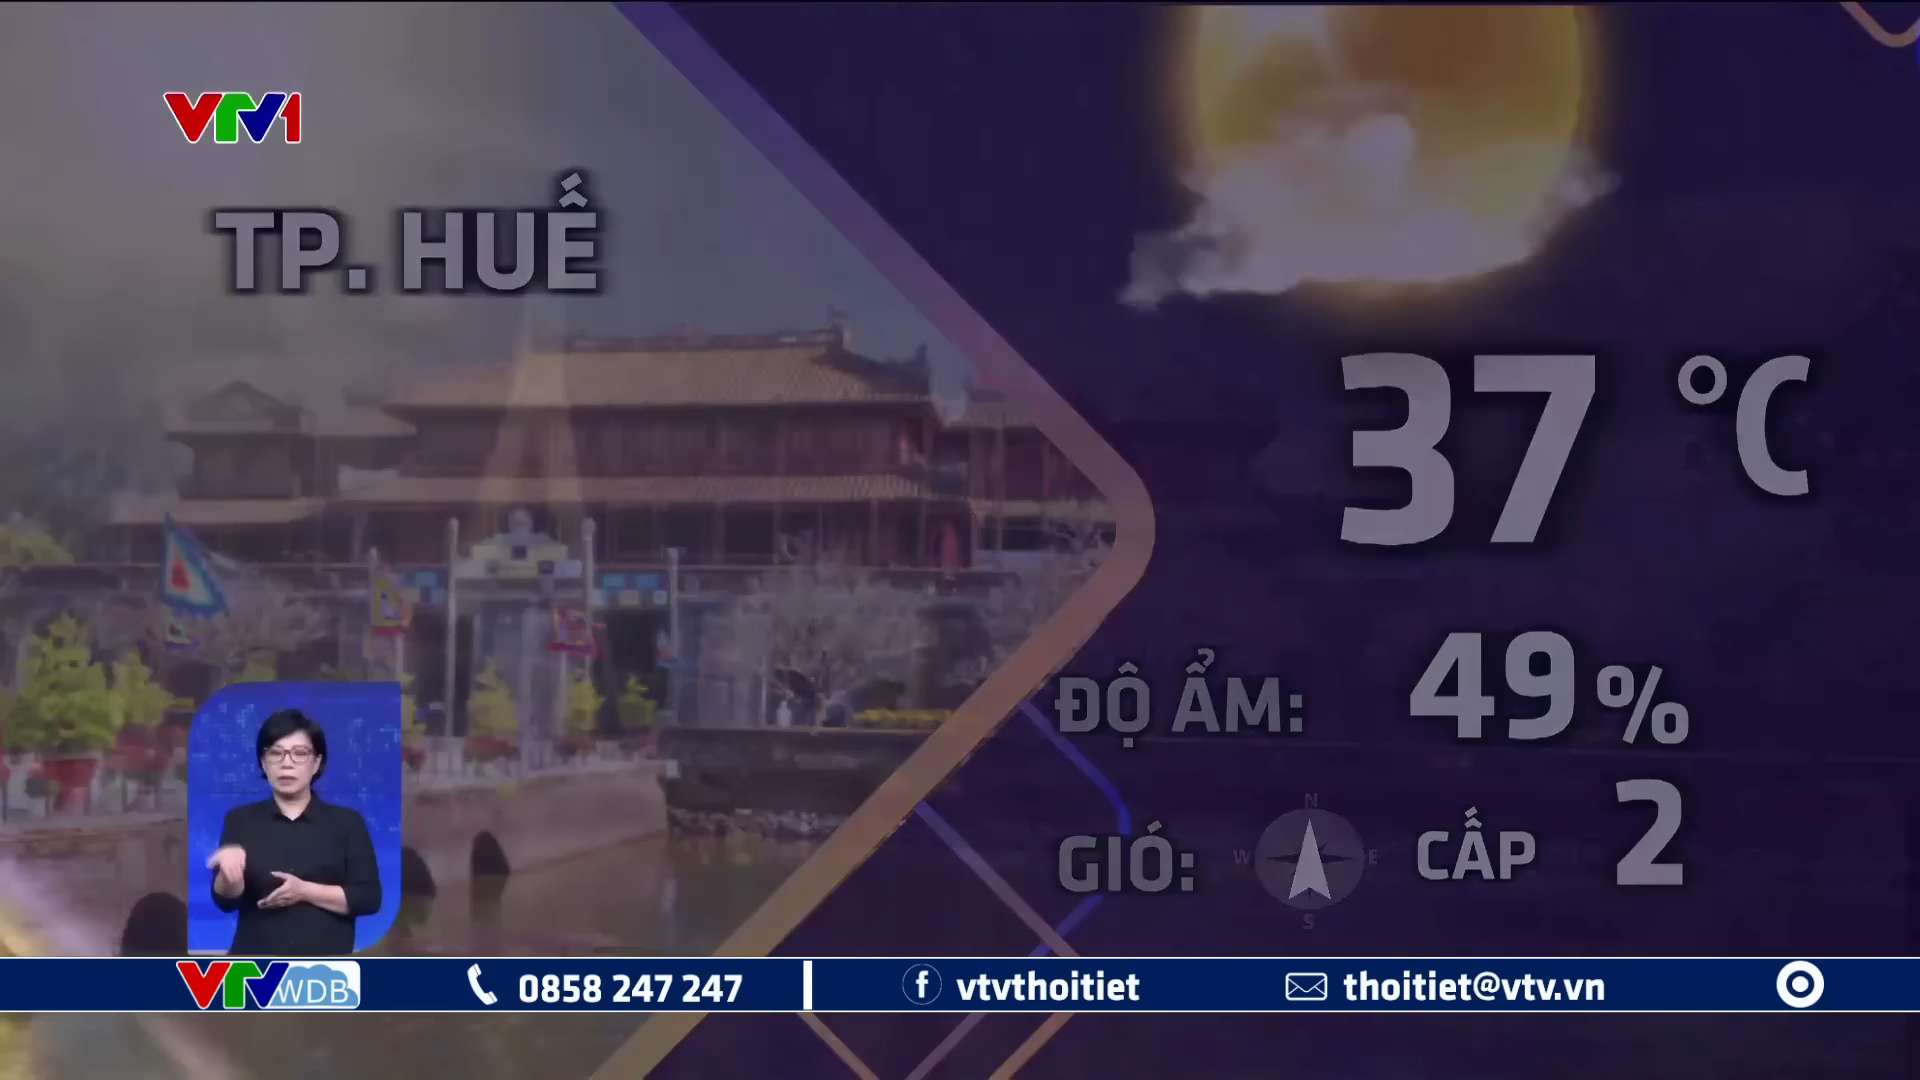 VTV1
TP. HUẾ
37 °C
ĐỘ ẨM: 49%
N
GIÓ: W E CẤP 2
S
VTV WDB 0858 247 247 f vtvthoitiet thoitiet@vtv.vn